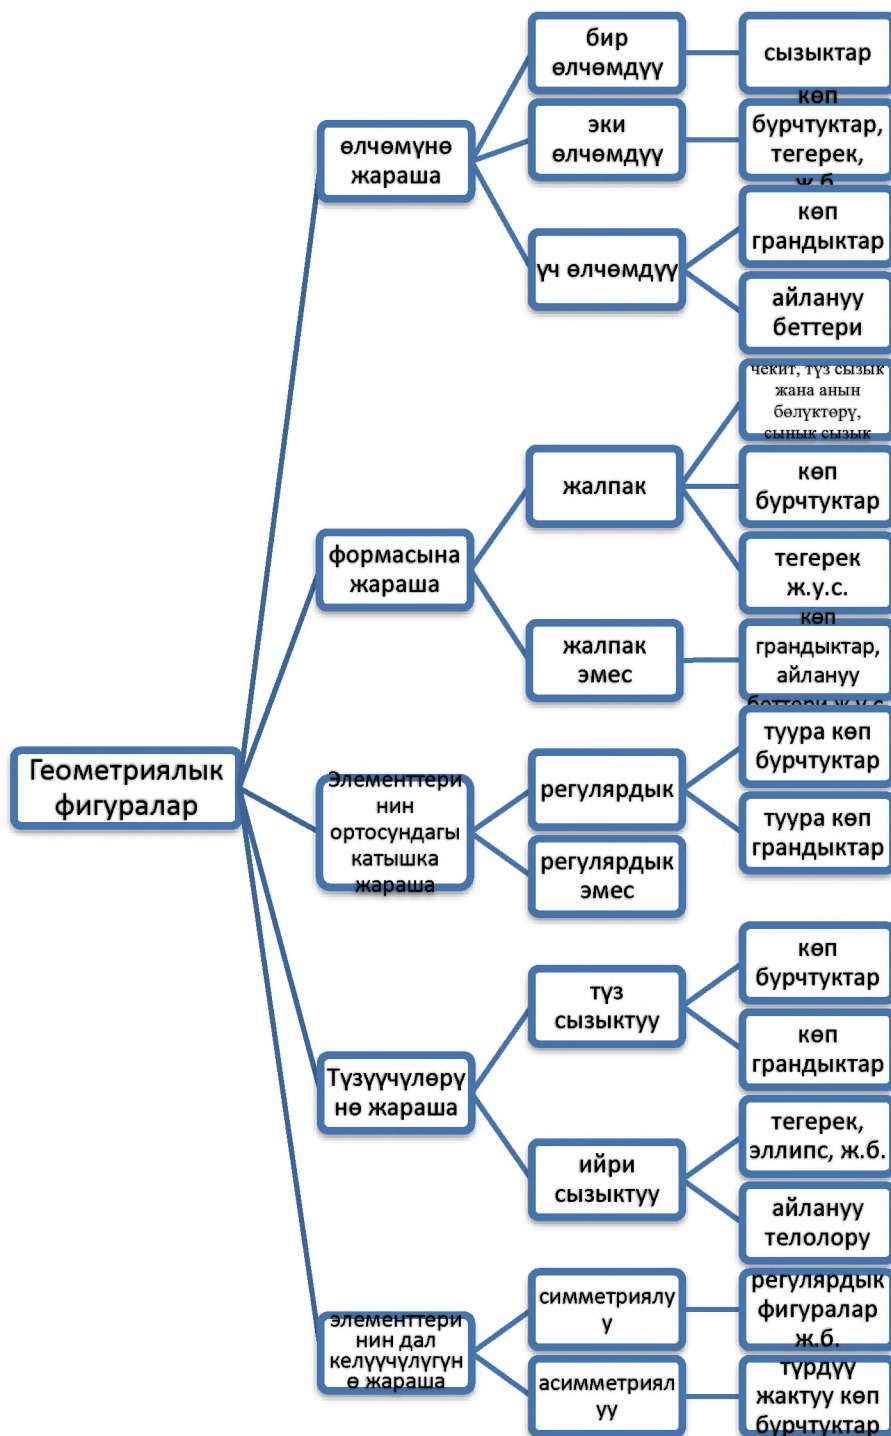 Геометриялык
фигуралар
өлчөмүнө
жараша
бир
өлчөмдүү
сызыктар
эки
өлчөмдүү
көп
бурчтуктар,
тегерек,
ж.б.
үч өлчөмдүү
көп
грандыктар
айлануу
беттери
формасына
жараша
жалпак
чекит, түз сызык
жана анын
бөлүктөрү,
сынык сызык
көп
бурчтуктар
тегерек
ж.у.с.
жалпак
эмес
көп
грандыктар,
айлануу
беттери ж.у.с
Элементтери
нин
ортосундагы
катышка
жараша
регулярдык
туура көп
бурчтуктар
туура көп
грандыктар
регулярдык
эмес
Түзүүчүлөрү
нө жараша
түз
сызыктуу
көп
бурчтуктар
көп
грандыктар
ийри
сызыктуу
тегерек,
эллипс, ж.б.
айлануу
телолору
элементтери
нин дал
келүүчүлүгүн
ө жараша
симметриялу
у
регулярдык
фигуралар
ж.б.
асимметриял
уу
түрдүү
жактуу көп
бурчтуктар